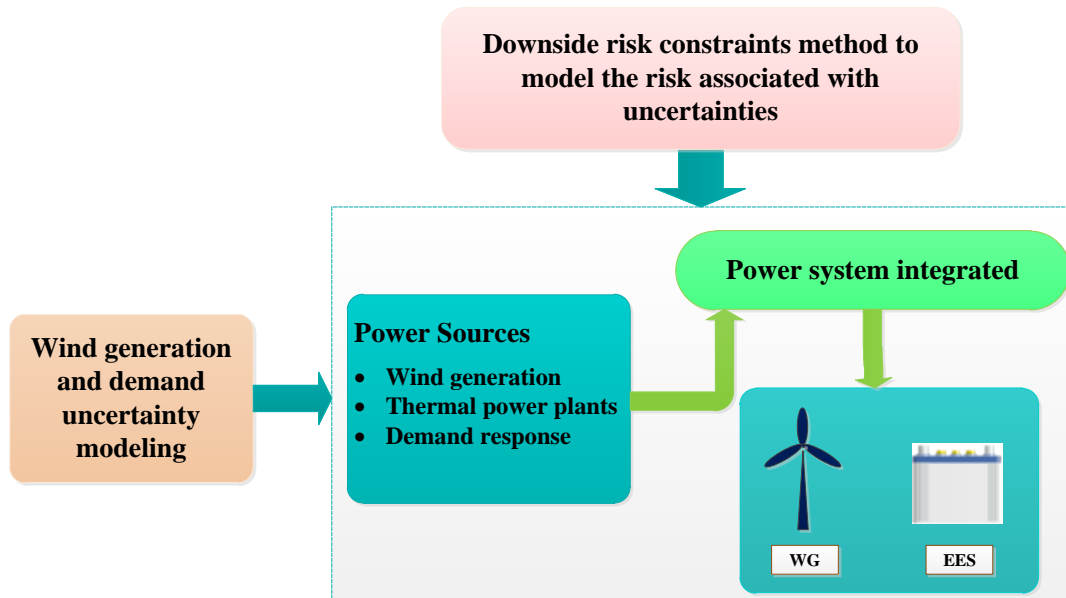 Downside risk constraints method to
model the risk associated with
uncertainties
Power system integrated
Wind generation
and demand
uncertainty
modeling
Power Sources
• Wind generation
• Thermal power plants
• Demand response
WG
EES